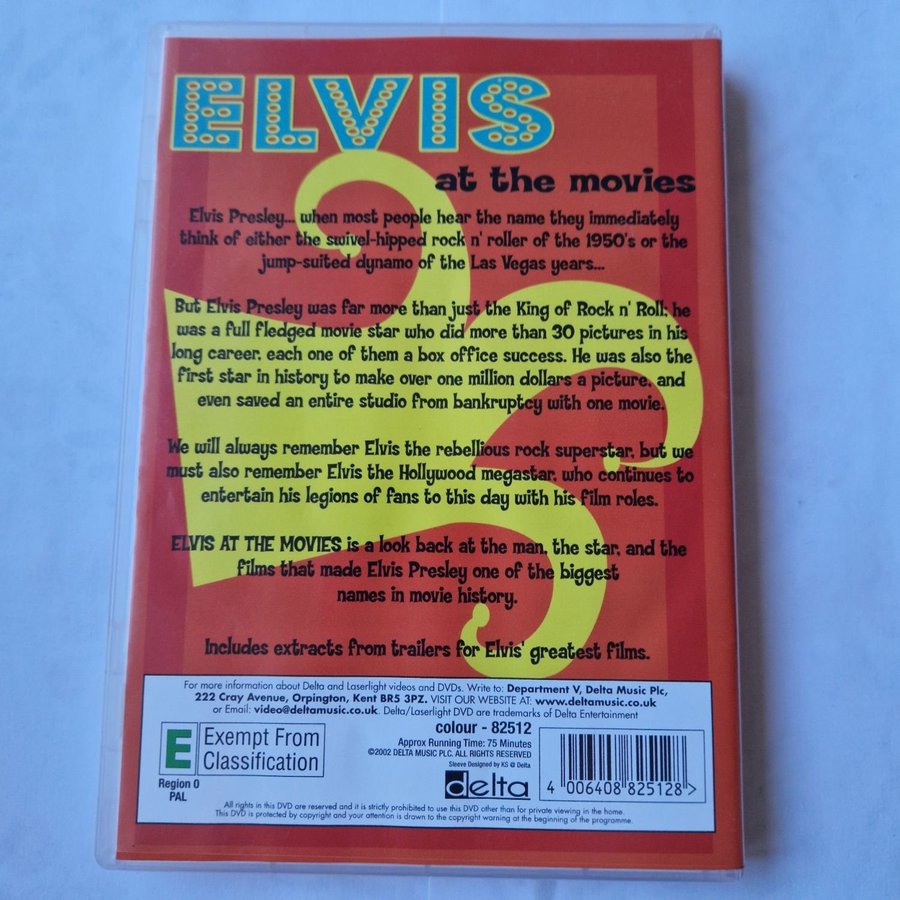 ELVIS
at the movies
Elvis Presley... when most people hear the name they immediately
think of either the swivel-hipped rock n' roller of the 1950's or the
jump-suited dynamo of the Las Vegas years...
But Elvis Presley was far more than just the King of Rock n' Roll; he
was a full fledged movie star who did more than 30 pictures in his
long career, each one of them a box office success. He was also the
first star in history to make over one million dollars a picture, and
even saved an entire studio from bankruptcy with one movie.
We will always remember Elvis the rebellious rock superstar, but we
must also remember Elvis the Hollywood megastar, who continues to
entertain his legions of fans to this day with his film roles.
ELVIS AT THE MOVIES is a look back at the man, the star, and the
films that made Elvis Presley one of the biggest
names in movie history.
Includes extracts from trailers for Elvis' greatest films.
For more information about Delta and Laserlight videos and DVDs. Write to: Department V, Delta Music Plc,
222 Cray Avenue, Orpington, Kent BR5 3PZ. VISIT OUR WEBSITE AT: www.deltamusic.co.uk
or Email: video@deltamusic.co.uk. Delta/Laserlight DVD are trademarks of Delta Entertainment
colour - 82512
Approx Running Time: 75 Minutes
©2002 DELTA MUSIC PLC. ALL RIGHTS RESERVED
Sleeve Designed by KS @ Delta
E Exempt From
Classification
Region 0
PAL
delta
4 006408 825128 >
All rights in this DVD are reserved and it is strictly prohibited to use this DVD other than for private viewing in the home.
This DVD is protected by copyright and your attention is drawn to the copyright warning at the beginning of the programme.